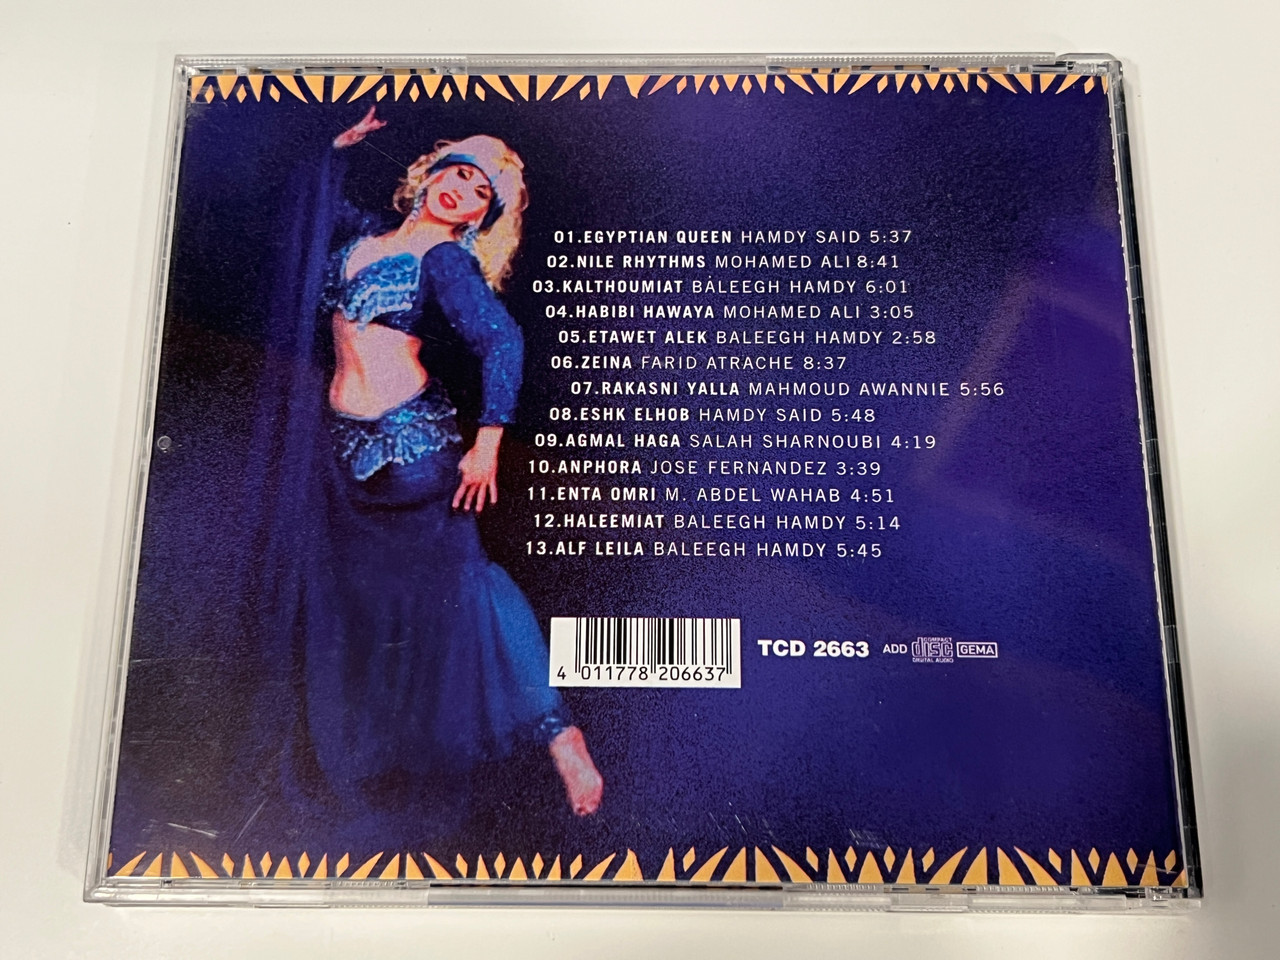 01.EGYPTIAN QUEEN HAMDY SAID 5:37
02.NILE RHYTHMS MOHAMED ALI 8:41
03.KALTHOUMIAT BALEEGH HAMDY 6:01
04.HABIBI HAWAYA MOHAMED ALI 3:05
05.ETAWET ALEK BALEEGH HAMDY 2:58
06.ZEINA FARID ATRACHE 8:37
07.RAKASNI YALLA MAHMOUD AWANNIE 5:56
08.ESHK ELHOB HAMDY SAID 5:48
09.AGMAL HAGA SALAH SHARNOUBI 4:19
10.ANPHORA JOSE FERNANDEZ 3:39
11.ENTA OMRI M. ABDEL WAHAB 4:51
12.HALEEMIAT BALEEGH HAMDY 5:14
13.ALF LEILA BALEEGH HAMDY 5:45
4 011778 206637
TCD 2663 ADD COMPACT disc DIGITAL AUDIO GEMA